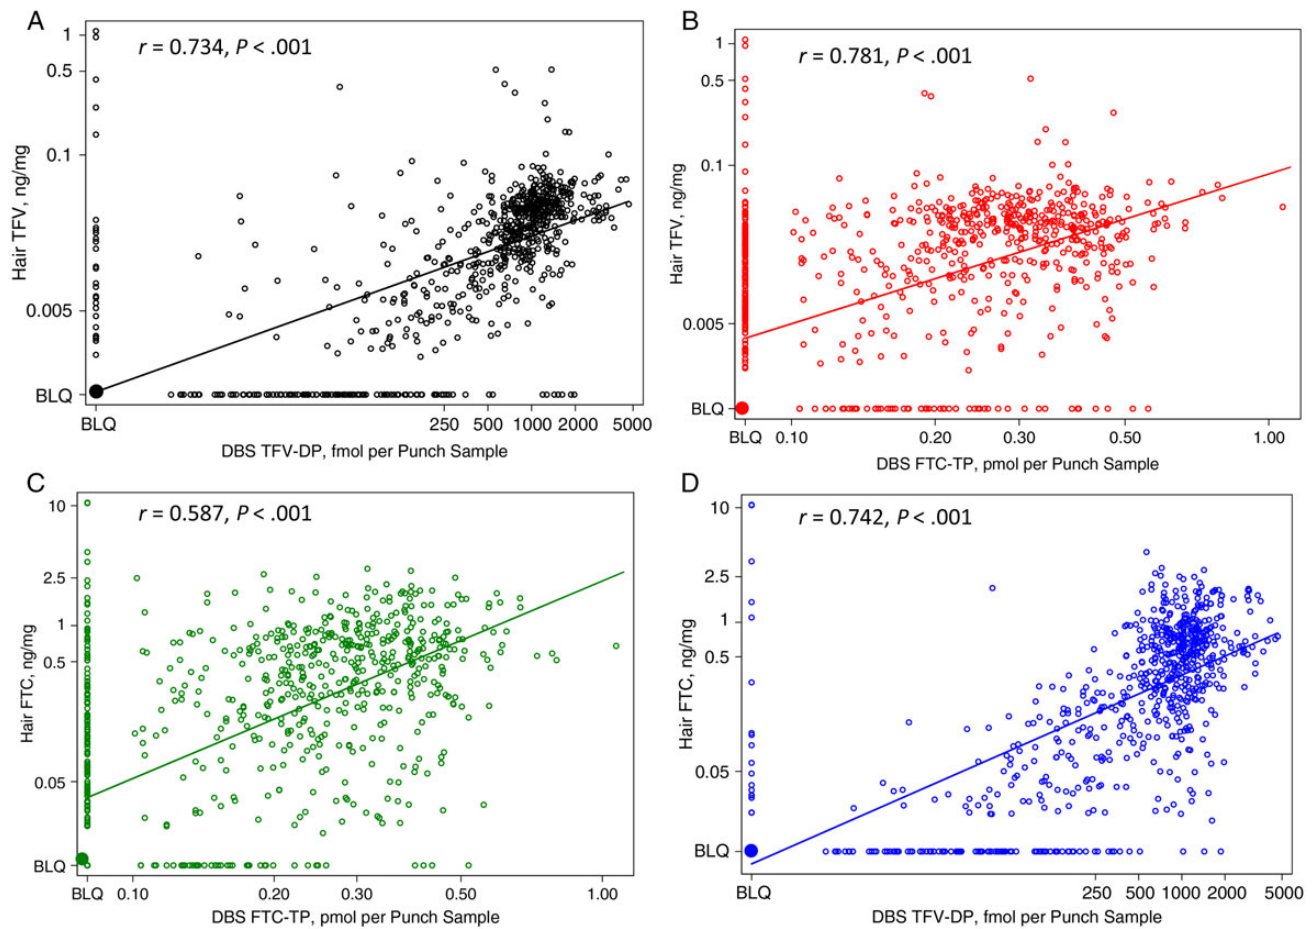 A
r = 0.734, P < .001
1
0.5
0.1
0.005
BLQ
Hair TFV, ng/mg
BLQ 250 500 1000 2000 5000
DBS TFV-DP, fmol per Punch Sample
B
r = 0.781, P < .001
1
0.5
0.1
0.005
BLQ
Hair TFV, ng/mg
BLQ 0.10 0.20 0.30 0.50 1.00
DBS FTC-TP, pmol per Punch Sample
C
r = 0.587, P < .001
10
2.5
1
0.5
0.05
BLQ
Hair FTC, ng/mg
BLQ 0.10 0.20 0.30 0.50 1.00
DBS FTC-TP, pmol per Punch Sample
D
r = 0.742, P < .001
10
2.5
1
0.5
0.05
BLQ
Hair FTC, ng/mg
BLQ 250 500 1000 2000 5000
DBS TFV-DP, fmol per Punch Sample